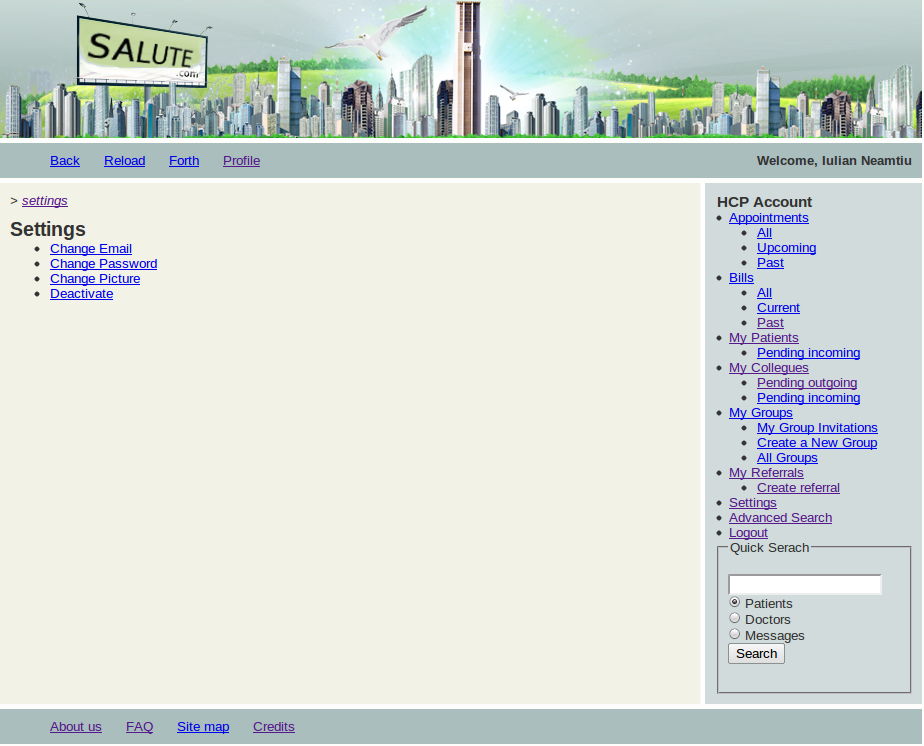 SALUTE
.com
Back Reload Forth Profile Welcome, Iulian Neamtiu
> settings
Settings
Change Email
Change Password
Change Picture
Deactivate
HCP Account
Appointments
All
Upcoming
Past
Bills
All
Current
Past
My Patients
Pending incoming
My Collegues
Pending outgoing
Pending incoming
My Groups
My Group Invitations
Create a New Group
All Groups
My Referrals
Create referral
Settings
Advanced Search
Logout
Quick Serach
Patients
Doctors
Messages
Search
About us FAQ Site map Credits